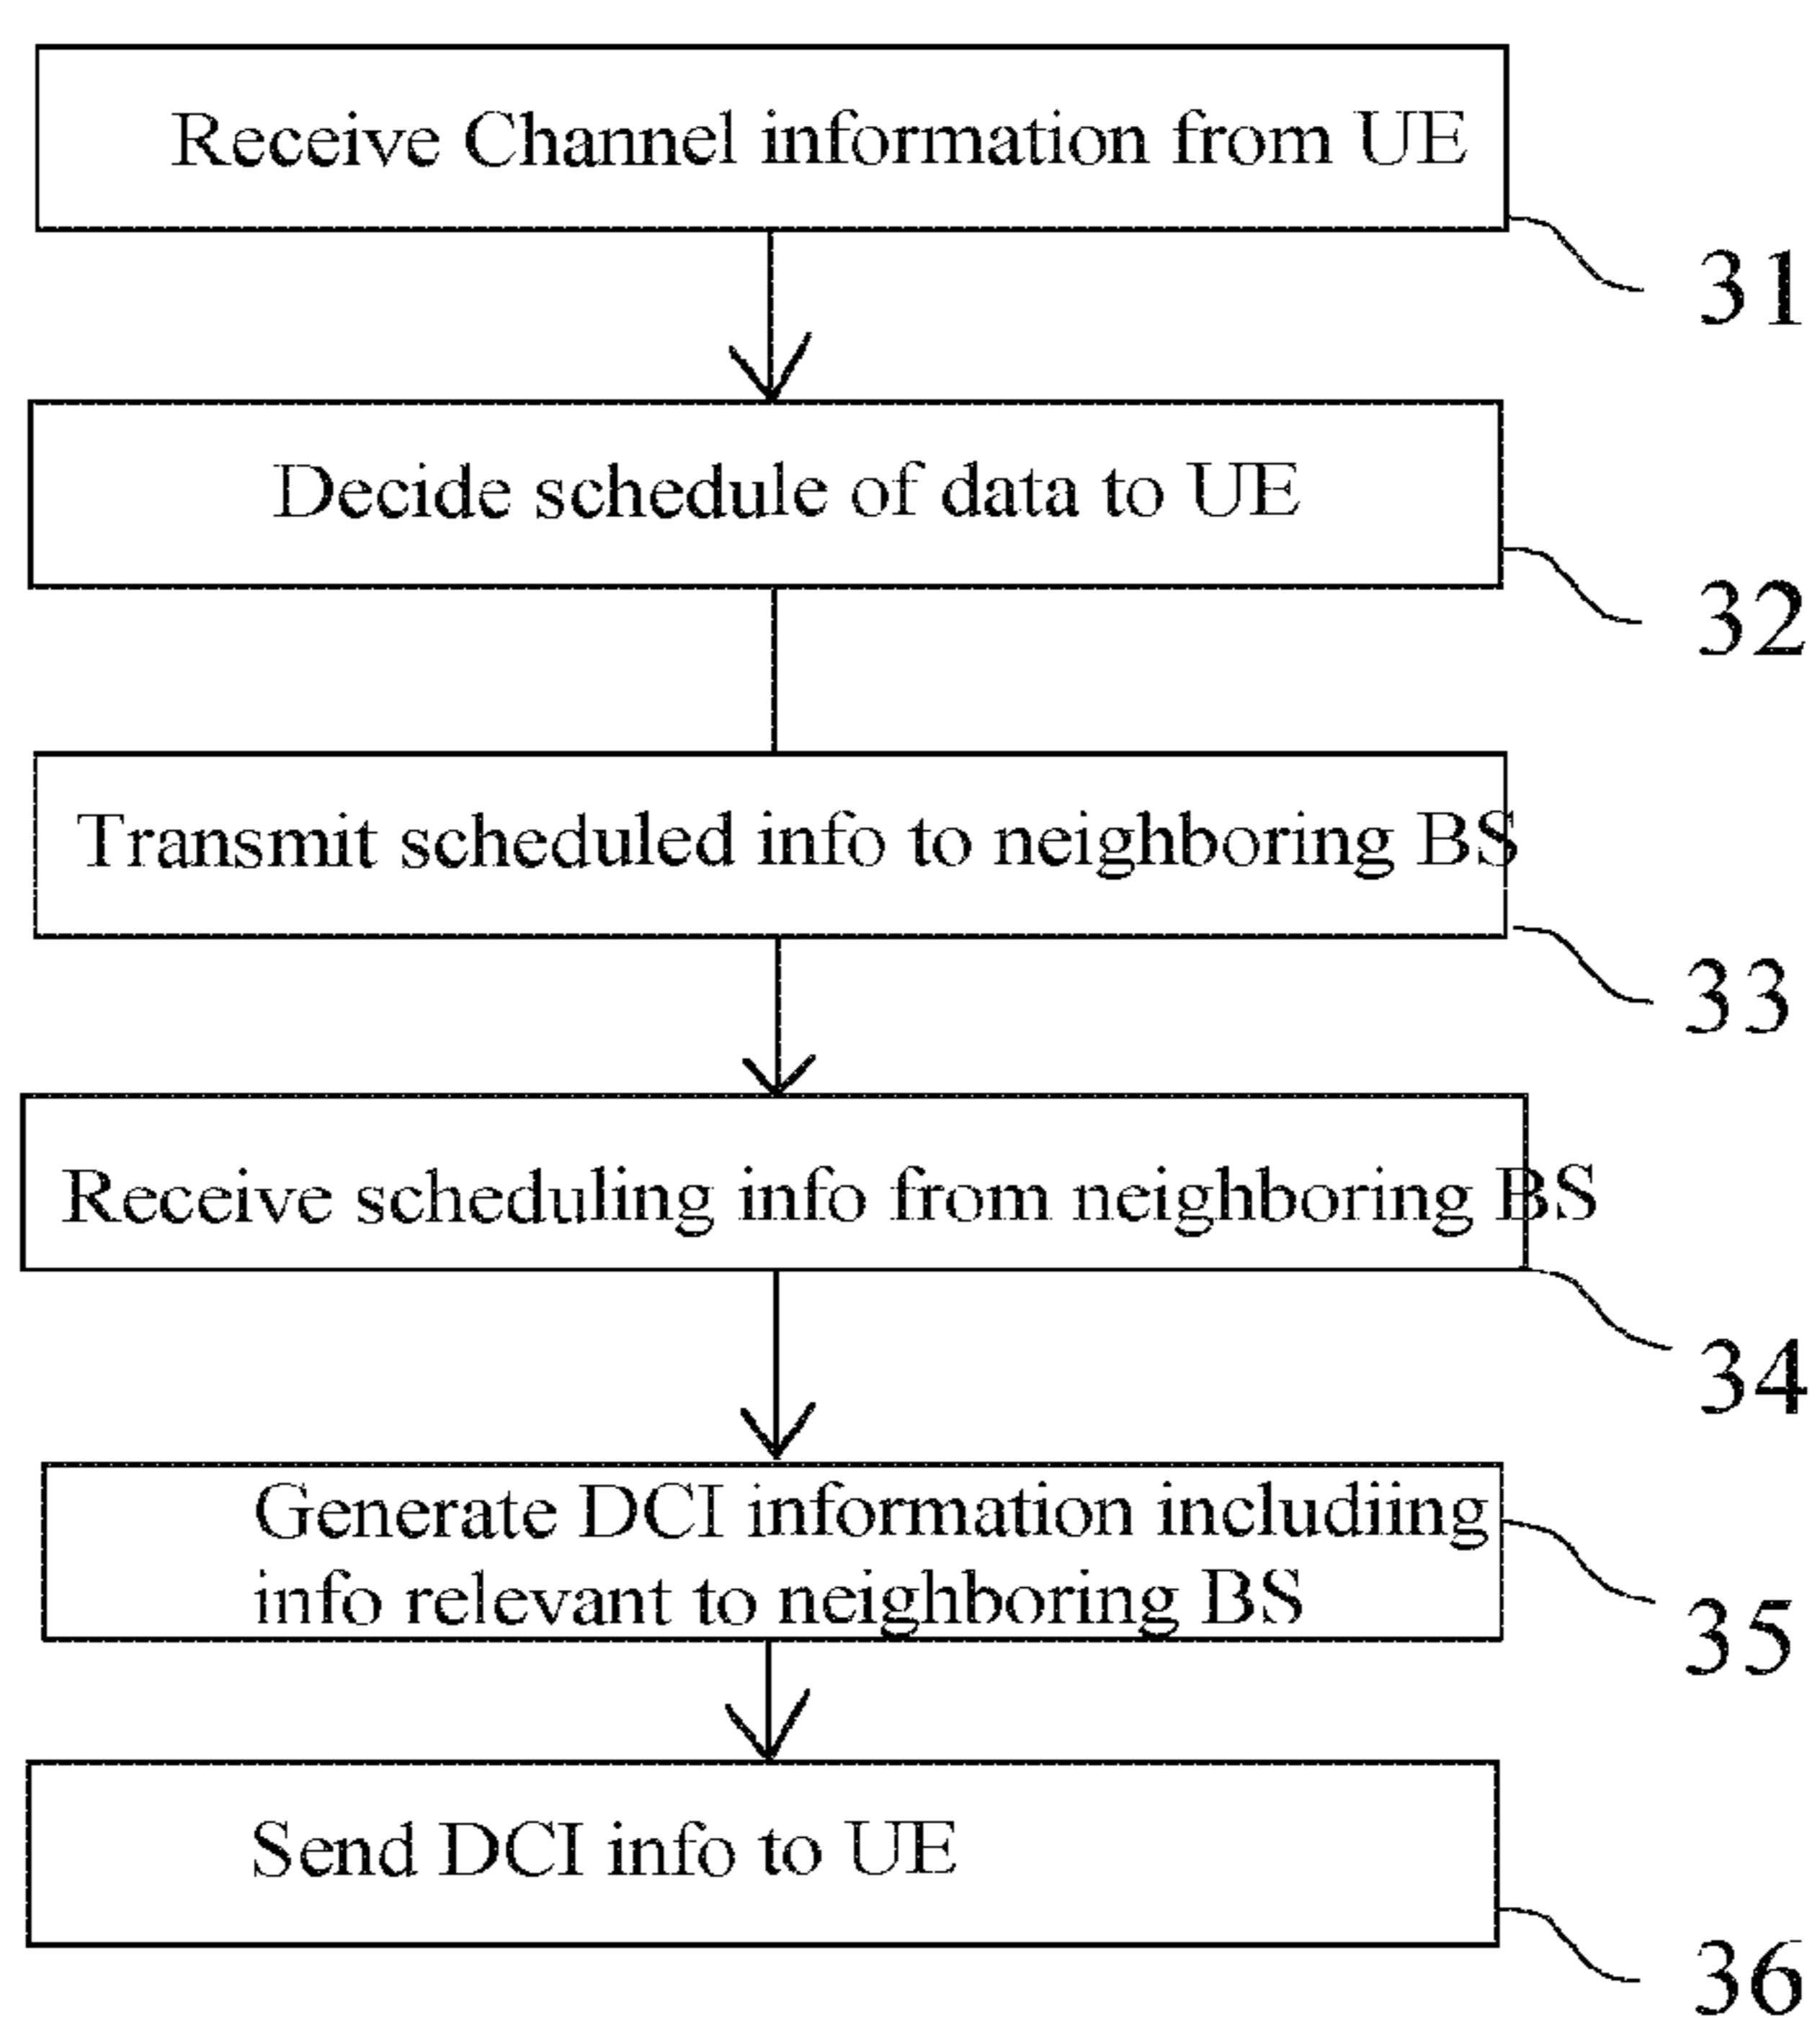 Receive Channel information from UE
31
Decide schedule of data to UE
32
Transmit scheduled info to neighboring BS
33
Receive scheduling info from neighboring BS
34
Generate DCI information includiing
info relevant to neighboring BS
35
Send DCI info to UE
36